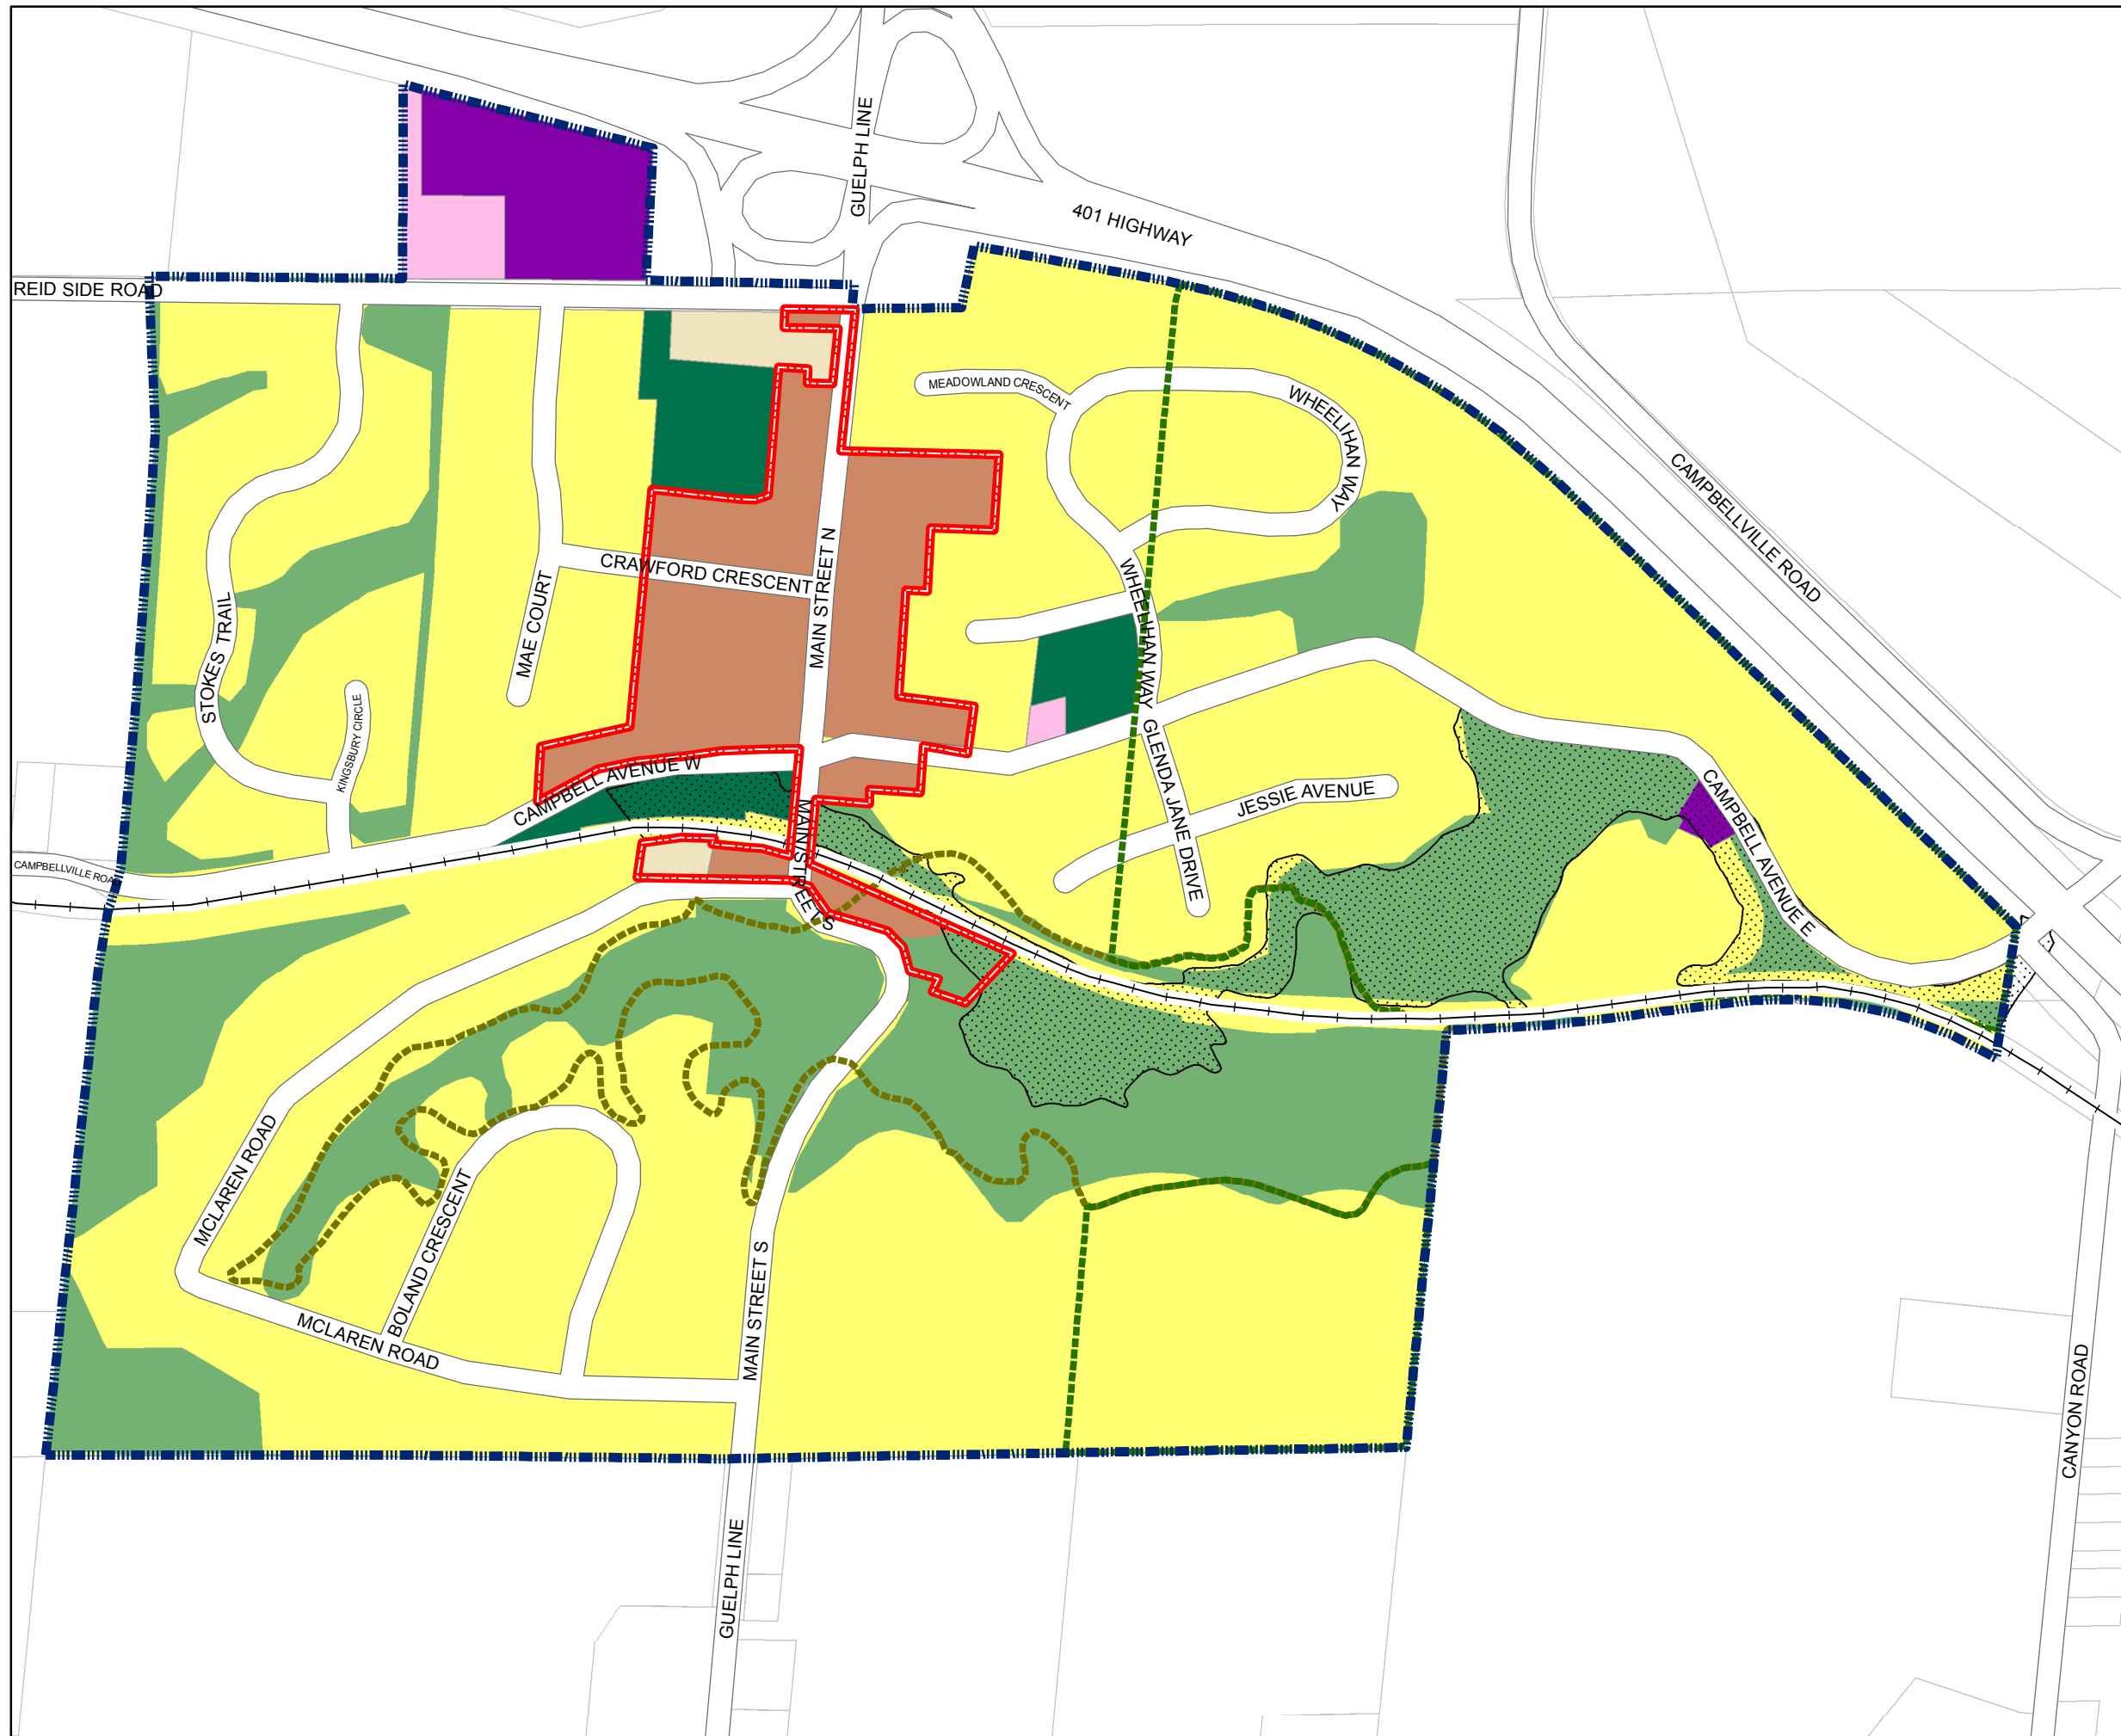 GUELPH LINE
401 HIGHWAY
REID SIDE ROAD
MEADOWLAND CRESCENT
WHEELIHAN WAY
CAMPBELLVILLE ROAD
CRAWFORD CRESCENT
MAIN STREET N
MAE COURT
STOKES TRAIL
WHEELIHAN WAY
KINGSBURY CIRCLE
CAMPBELL AVENUE W
GLENDA JANE DRIVE
JESSIE AVENUE
CAMPBELL AVENUE E
MAIN STREET S
CAMPBELLVILLE ROAD
MCLAREN ROAD
BOLAND CRESCENT
MCLAREN ROAD
MAIN STREET S
CANYON ROAD
GUELPH LINE